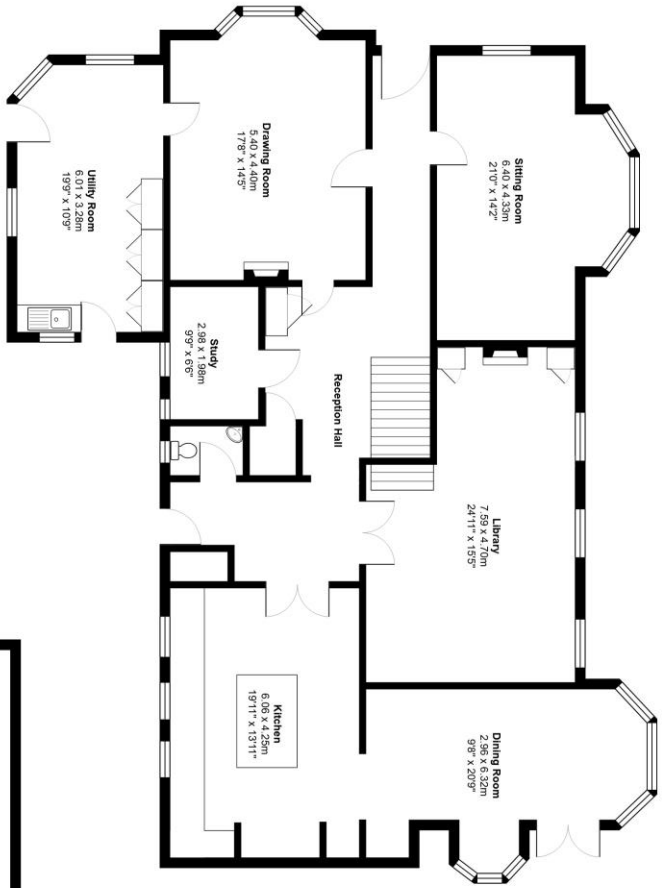 Drawing Room
5.40 x 4.40m
17'8" x 14'5"
Sitting Room
6.40 x 4.33m
21'0" x 14'2"
Utility Room
6.01 x 3.28m
19'9" x 10'9"
Study
2.98 x 1.98m
9'9" x 6'6"
Reception Hall
Library
7.59 x 4.70m
24'11" x 15'5"
Kitchen
6.06 x 4.25m
19'11" x 13'11"
Dining Room
2.96 x 6.32m
9'8" x 20'9"